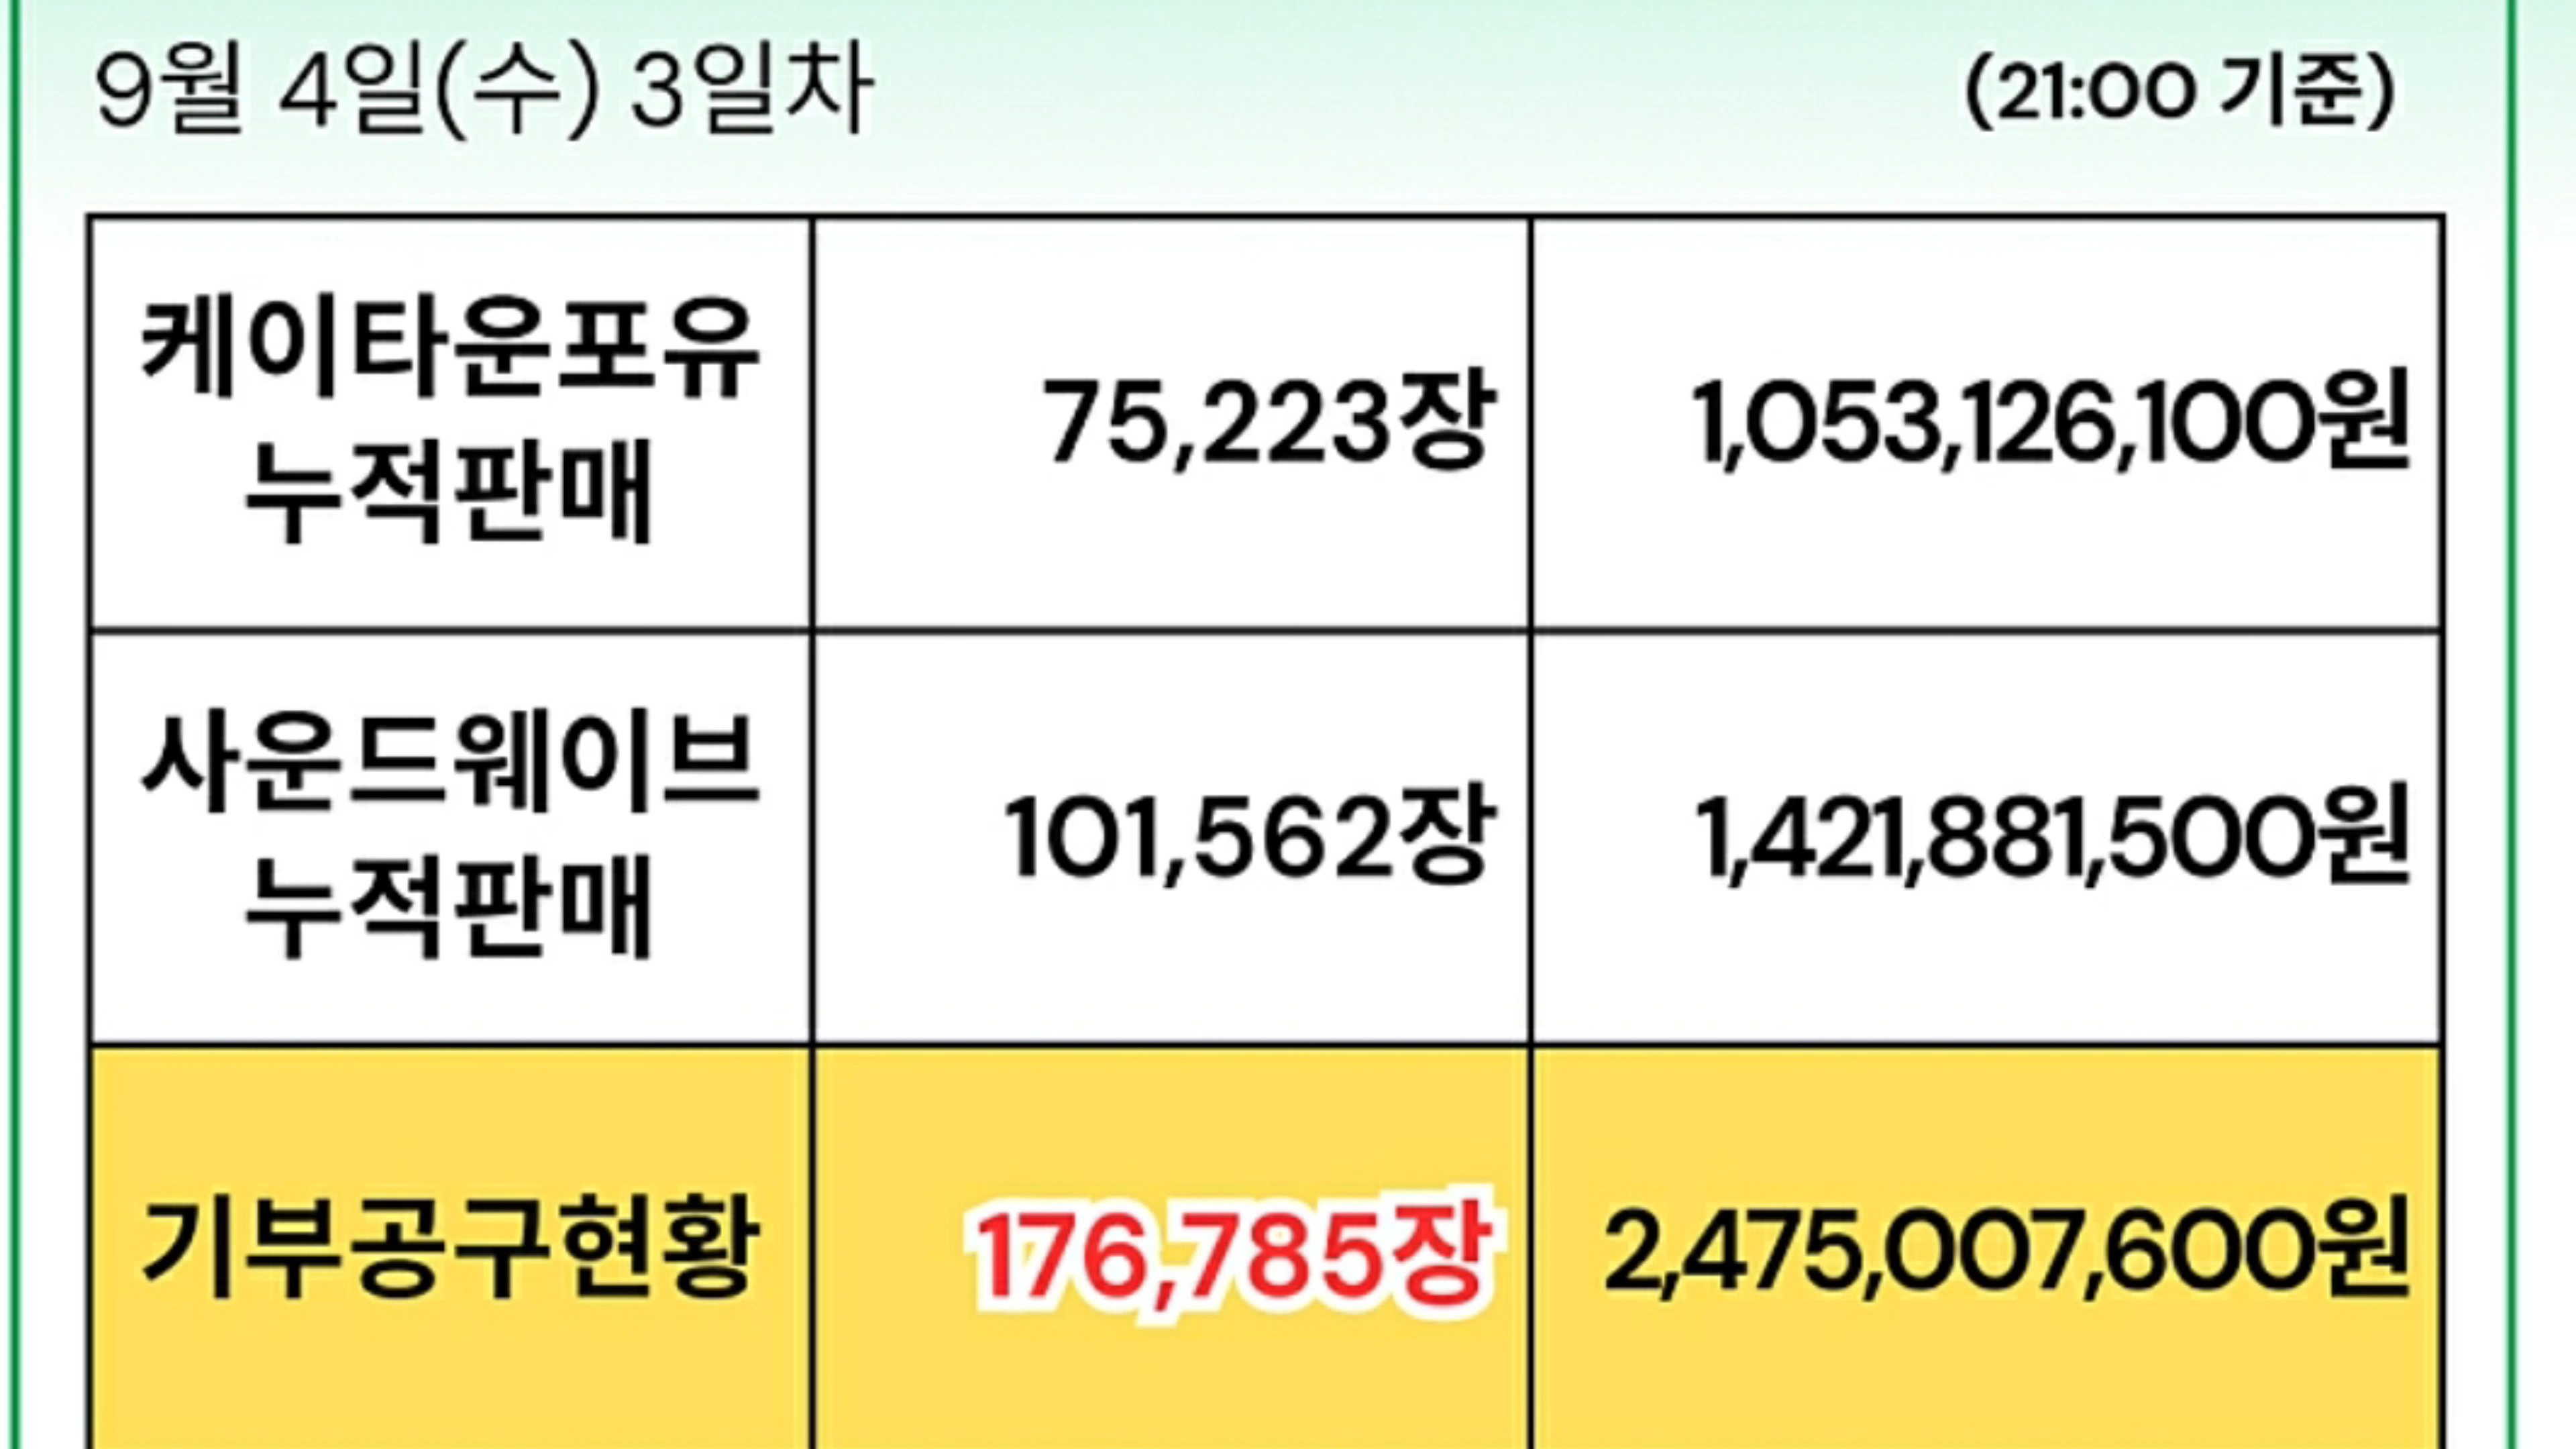 9월 4일(수) 3일차 (21:00 기준)
케이타운포유
누적판매 75,223장 1,053,126,100원
사운드웨이브
누적판매 101,562장 1,421,881,500원
기부공구현황 176,785장 2,475,007,600원